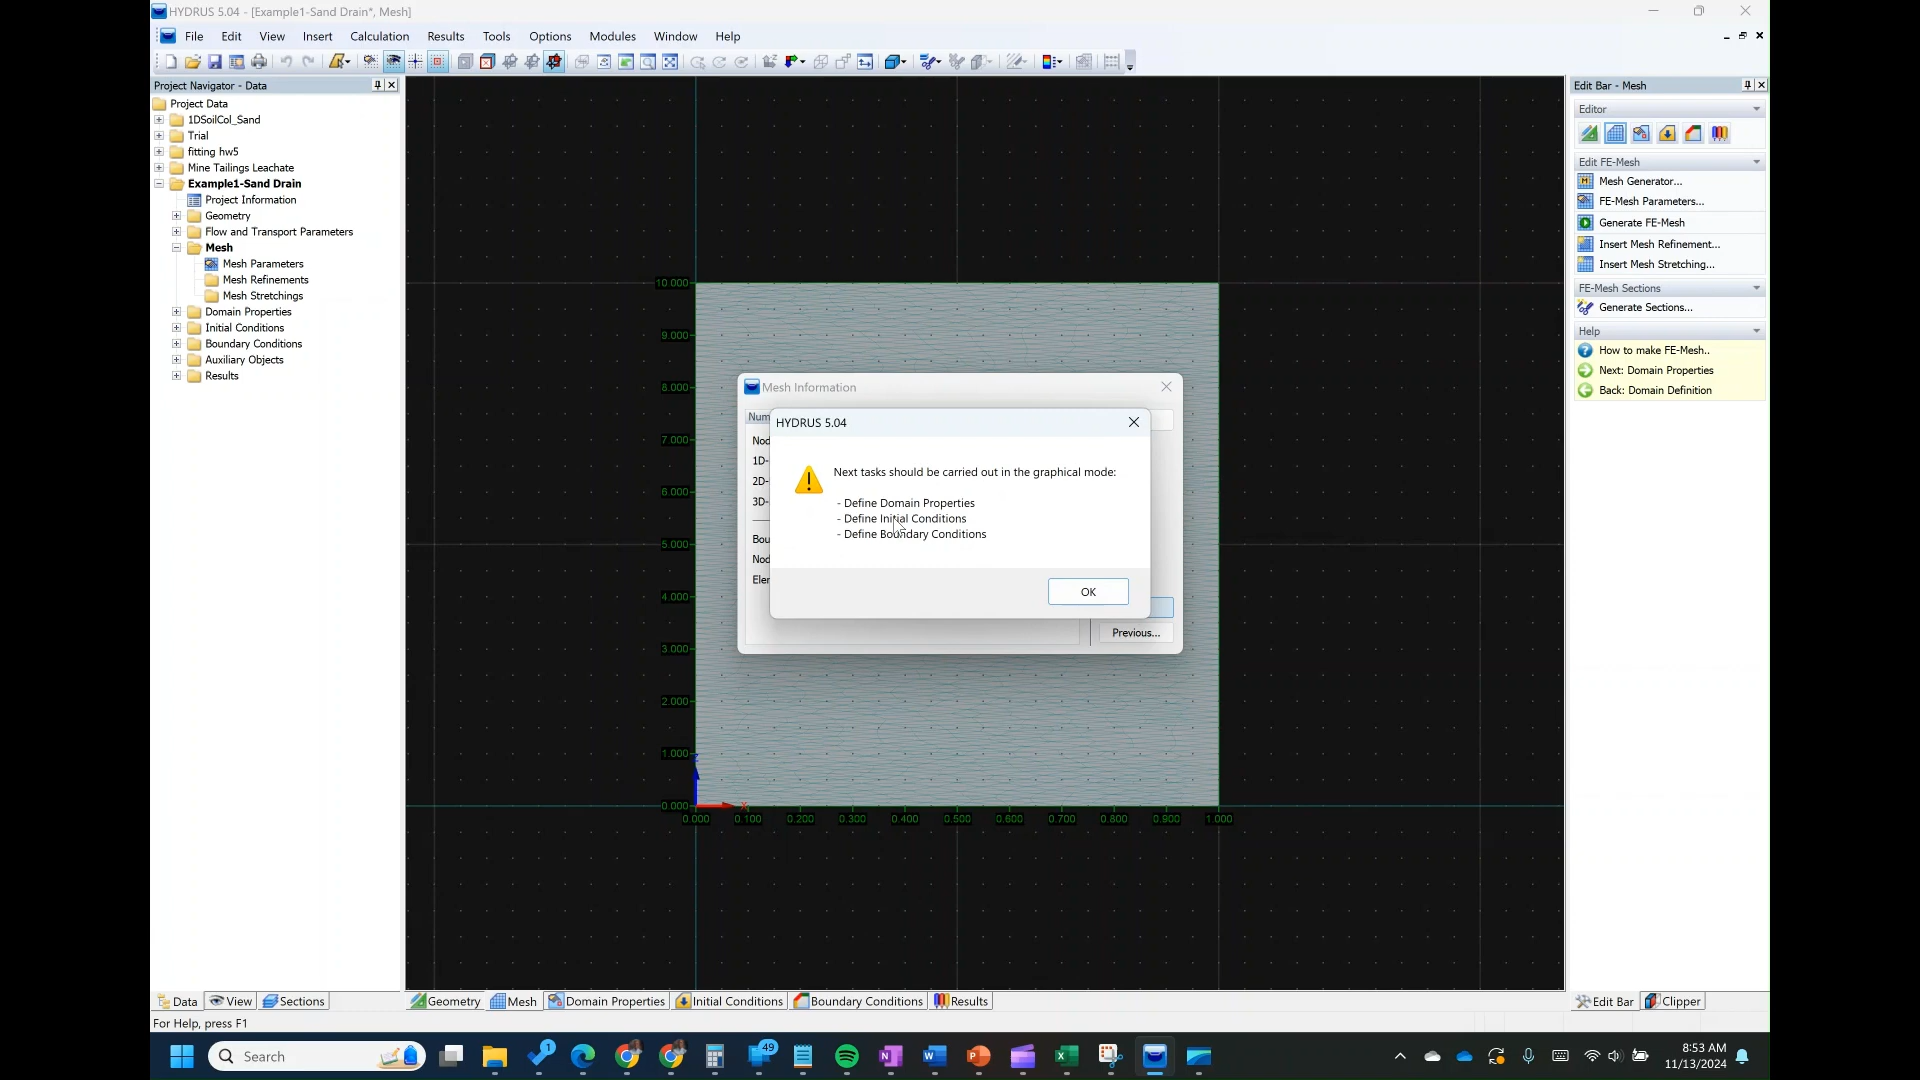 HYDRUS 5.04 - [Example1-Sand Drain*, Mesh]
File Edit View Insert Calculation Results Tools Options Modules Window Help
Project Navigator - Data
Project Data
1DSoilCol_Sand
Trial
fitting hw5
Mine Tailings Leachate
Example1-Sand Drain
Project Information
Geometry
Flow and Transport Parameters
Mesh
Mesh Parameters
Mesh Refinements
Mesh Stretchings
Domain Properties
Initial Conditions
Boundary Conditions
Auxiliary Objects
Results
10.000
9.000
8.000
7.000
6.000
5.000
4.000
3.000
2.000
1.000
Z
0.000
X
0.000 0.100 0.200 0.300 0.400 0.500 0.600 0.700 0.800 0.900 1.000
Mesh Information
Num
Nod
1D-
2D-
3D-
Bou
Nod
Elen
Previous...
HYDRUS 5.04
Next tasks should be carried out in the graphical mode:
- Define Domain Properties
- Define Initial Conditions
- Define Boundary Conditions
OK
Edit Bar - Mesh
Editor
Edit FE-Mesh
Mesh Generator...
FE-Mesh Parameters...
Generate FE-Mesh
Insert Mesh Refinement...
Insert Mesh Stretching...
FE-Mesh Sections
Generate Sections...
Help
How to make FE-Mesh..
Next: Domain Properties
Back: Domain Definition
Data View Sections
Geometry Mesh Domain Properties Initial Conditions Boundary Conditions Results
Edit Bar Clipper
For Help, press F1
Search
1
49
8:53 AM
11/13/2024